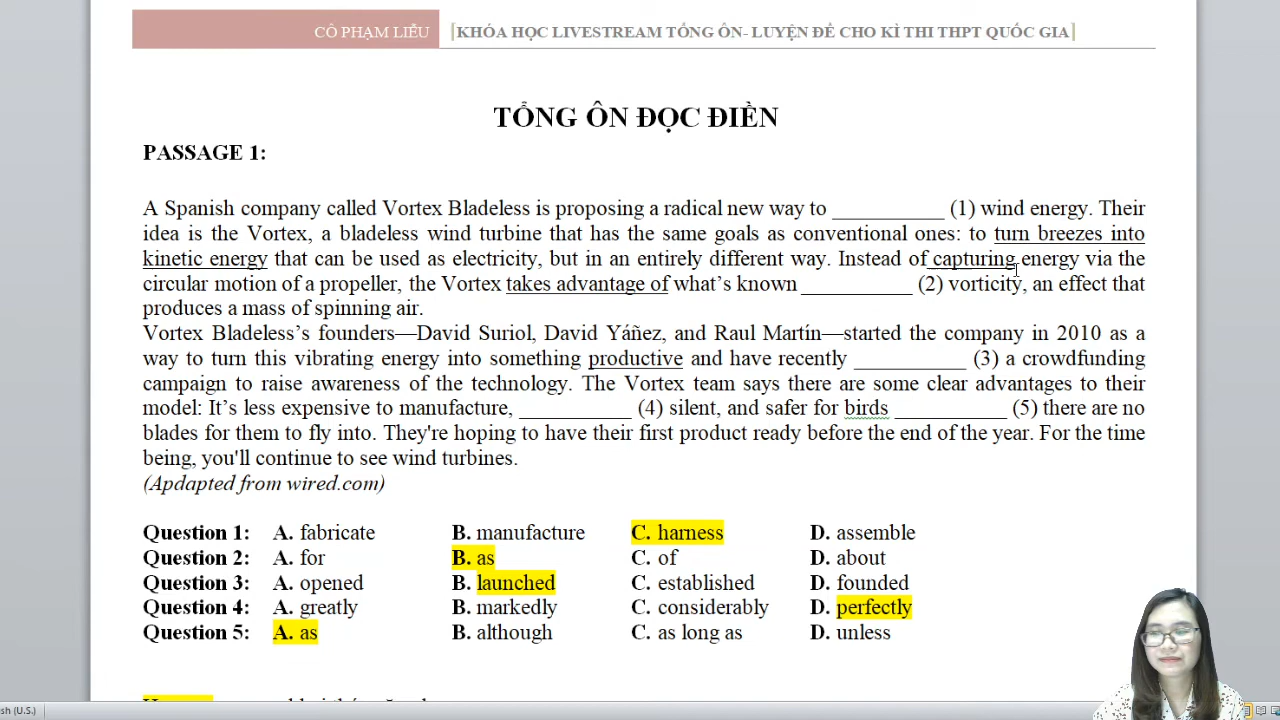 CÔ PHẠM LIỄU [KHÓA HỌC LIVESTREAM TỔNG ÔN- LUYỆN ĐỀ CHO KÌ THI THPT QUỐC GIA]
TỔNG ÔN ĐỌC ĐIỀN
PASSAGE 1:
A Spanish company called Vortex Bladeless is proposing a radical new way to __________ (1) wind energy. Their
idea is the Vortex, a bladeless wind turbine that has the same goals as conventional ones: to turn breezes into
kinetic energy that can be used as electricity, but in an entirely different way. Instead of capturing energy via the
circular motion of a propeller, the Vortex takes advantage of what’s known __________ (2) vorticity, an effect that
produces a mass of spinning air.
Vortex Bladeless’s founders—David Suriol, David Yáñez, and Raul Martín—started the company in 2010 as a
way to turn this vibrating energy into something productive and have recently __________ (3) a crowdfunding
campaign to raise awareness of the technology. The Vortex team says there are some clear advantages to their
model: It’s less expensive to manufacture, __________ (4) silent, and safer for birds __________ (5) there are no
blades for them to fly into. They're hoping to have their first product ready before the end of the year. For the time
being, you'll continue to see wind turbines.
(Apdapted from wired.com)
Question 1: A. fabricate B. manufacture C. harness D. assemble
Question 2: A. for B. as C. of D. about
Question 3: A. opened B. launched C. established D. founded
Question 4: A. greatly B. markedly C. considerably D. perfectly
Question 5: A. as B. although C. as long as D. unless
sh (U.S.)